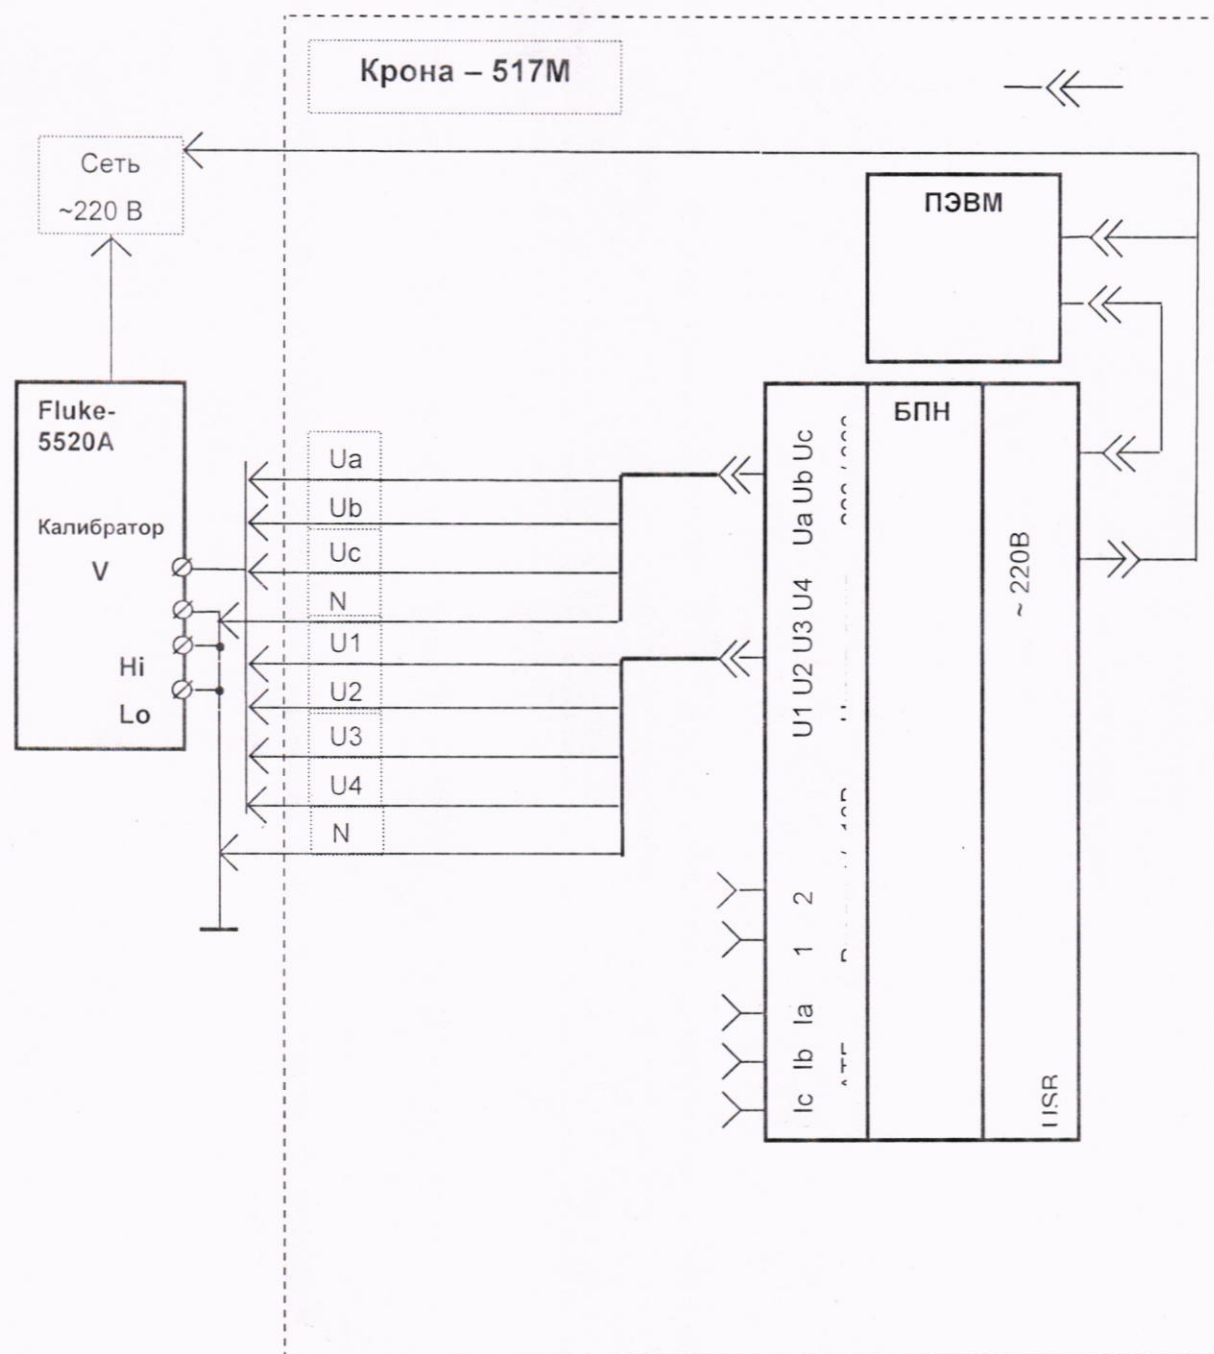 Крона – 517М
Сеть
~220 В
ПЭВМ
Fluke-
5520A
Калибратор
V
Hi
Lo
Ua
Ub
Uc
N
U1
U2
U3
U4
N
Ua Ub Uc
U1 U2 U3 U4
2
1
Ia
Ib
Ic
БПН
~ 220В
USB